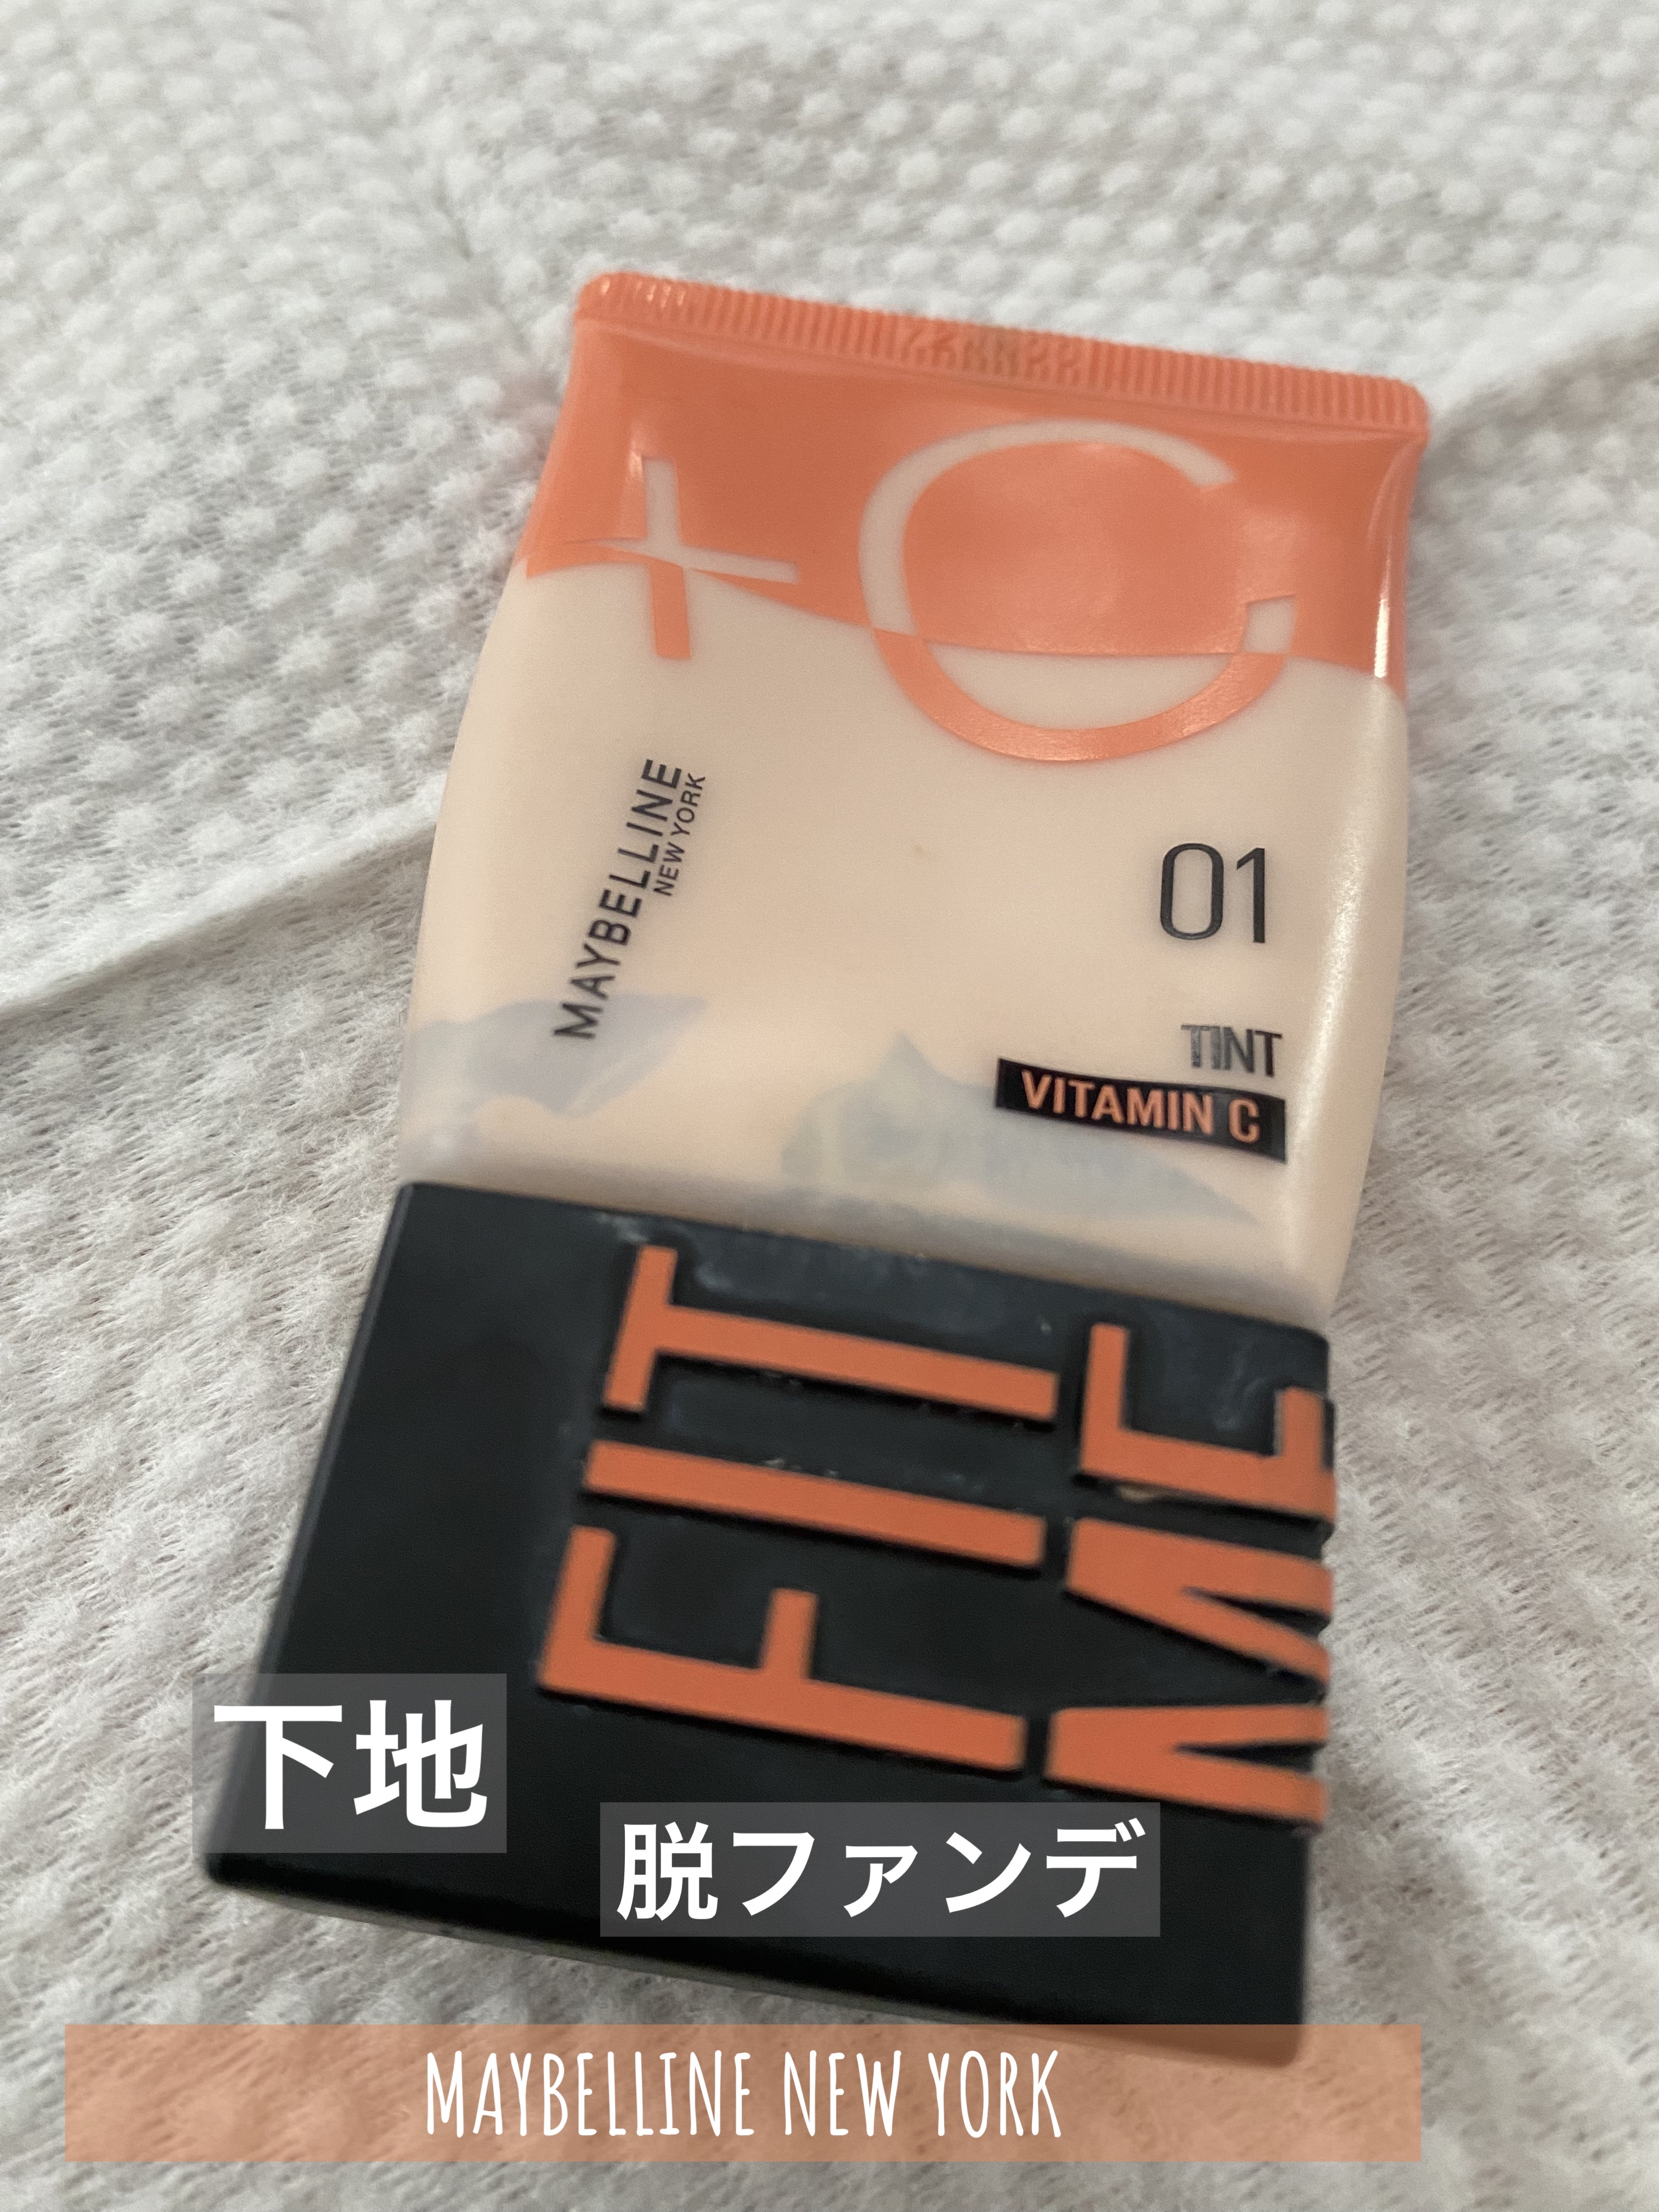 +C
MAYBELLINE
NEW YORK
01
TINT
VITAMIN C
FIT
ME
下地
脱ファンデ
MAYBELLINE NEW YORK